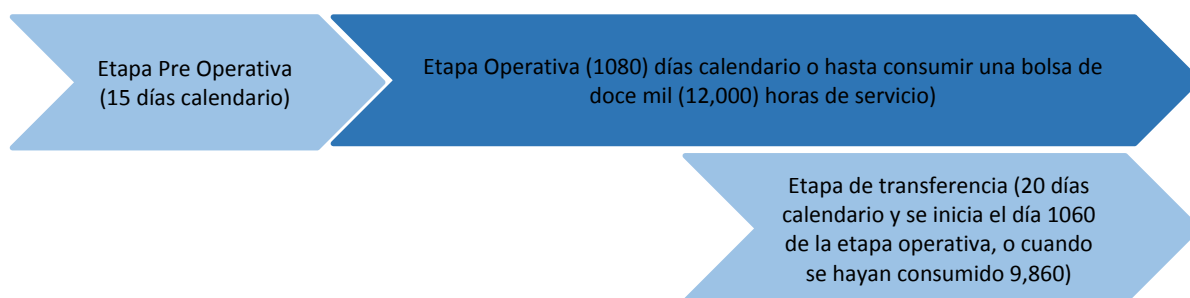 Etapa Pre Operativa
(15 días calendario)
Etapa Operativa (1080) días calendario o hasta consumir una bolsa de
doce mil (12,000) horas de servicio)
Etapa de transferencia (20 días
calendario y se inicia el día 1060
de la etapa operativa, o cuando
se hayan consumido 9,860)